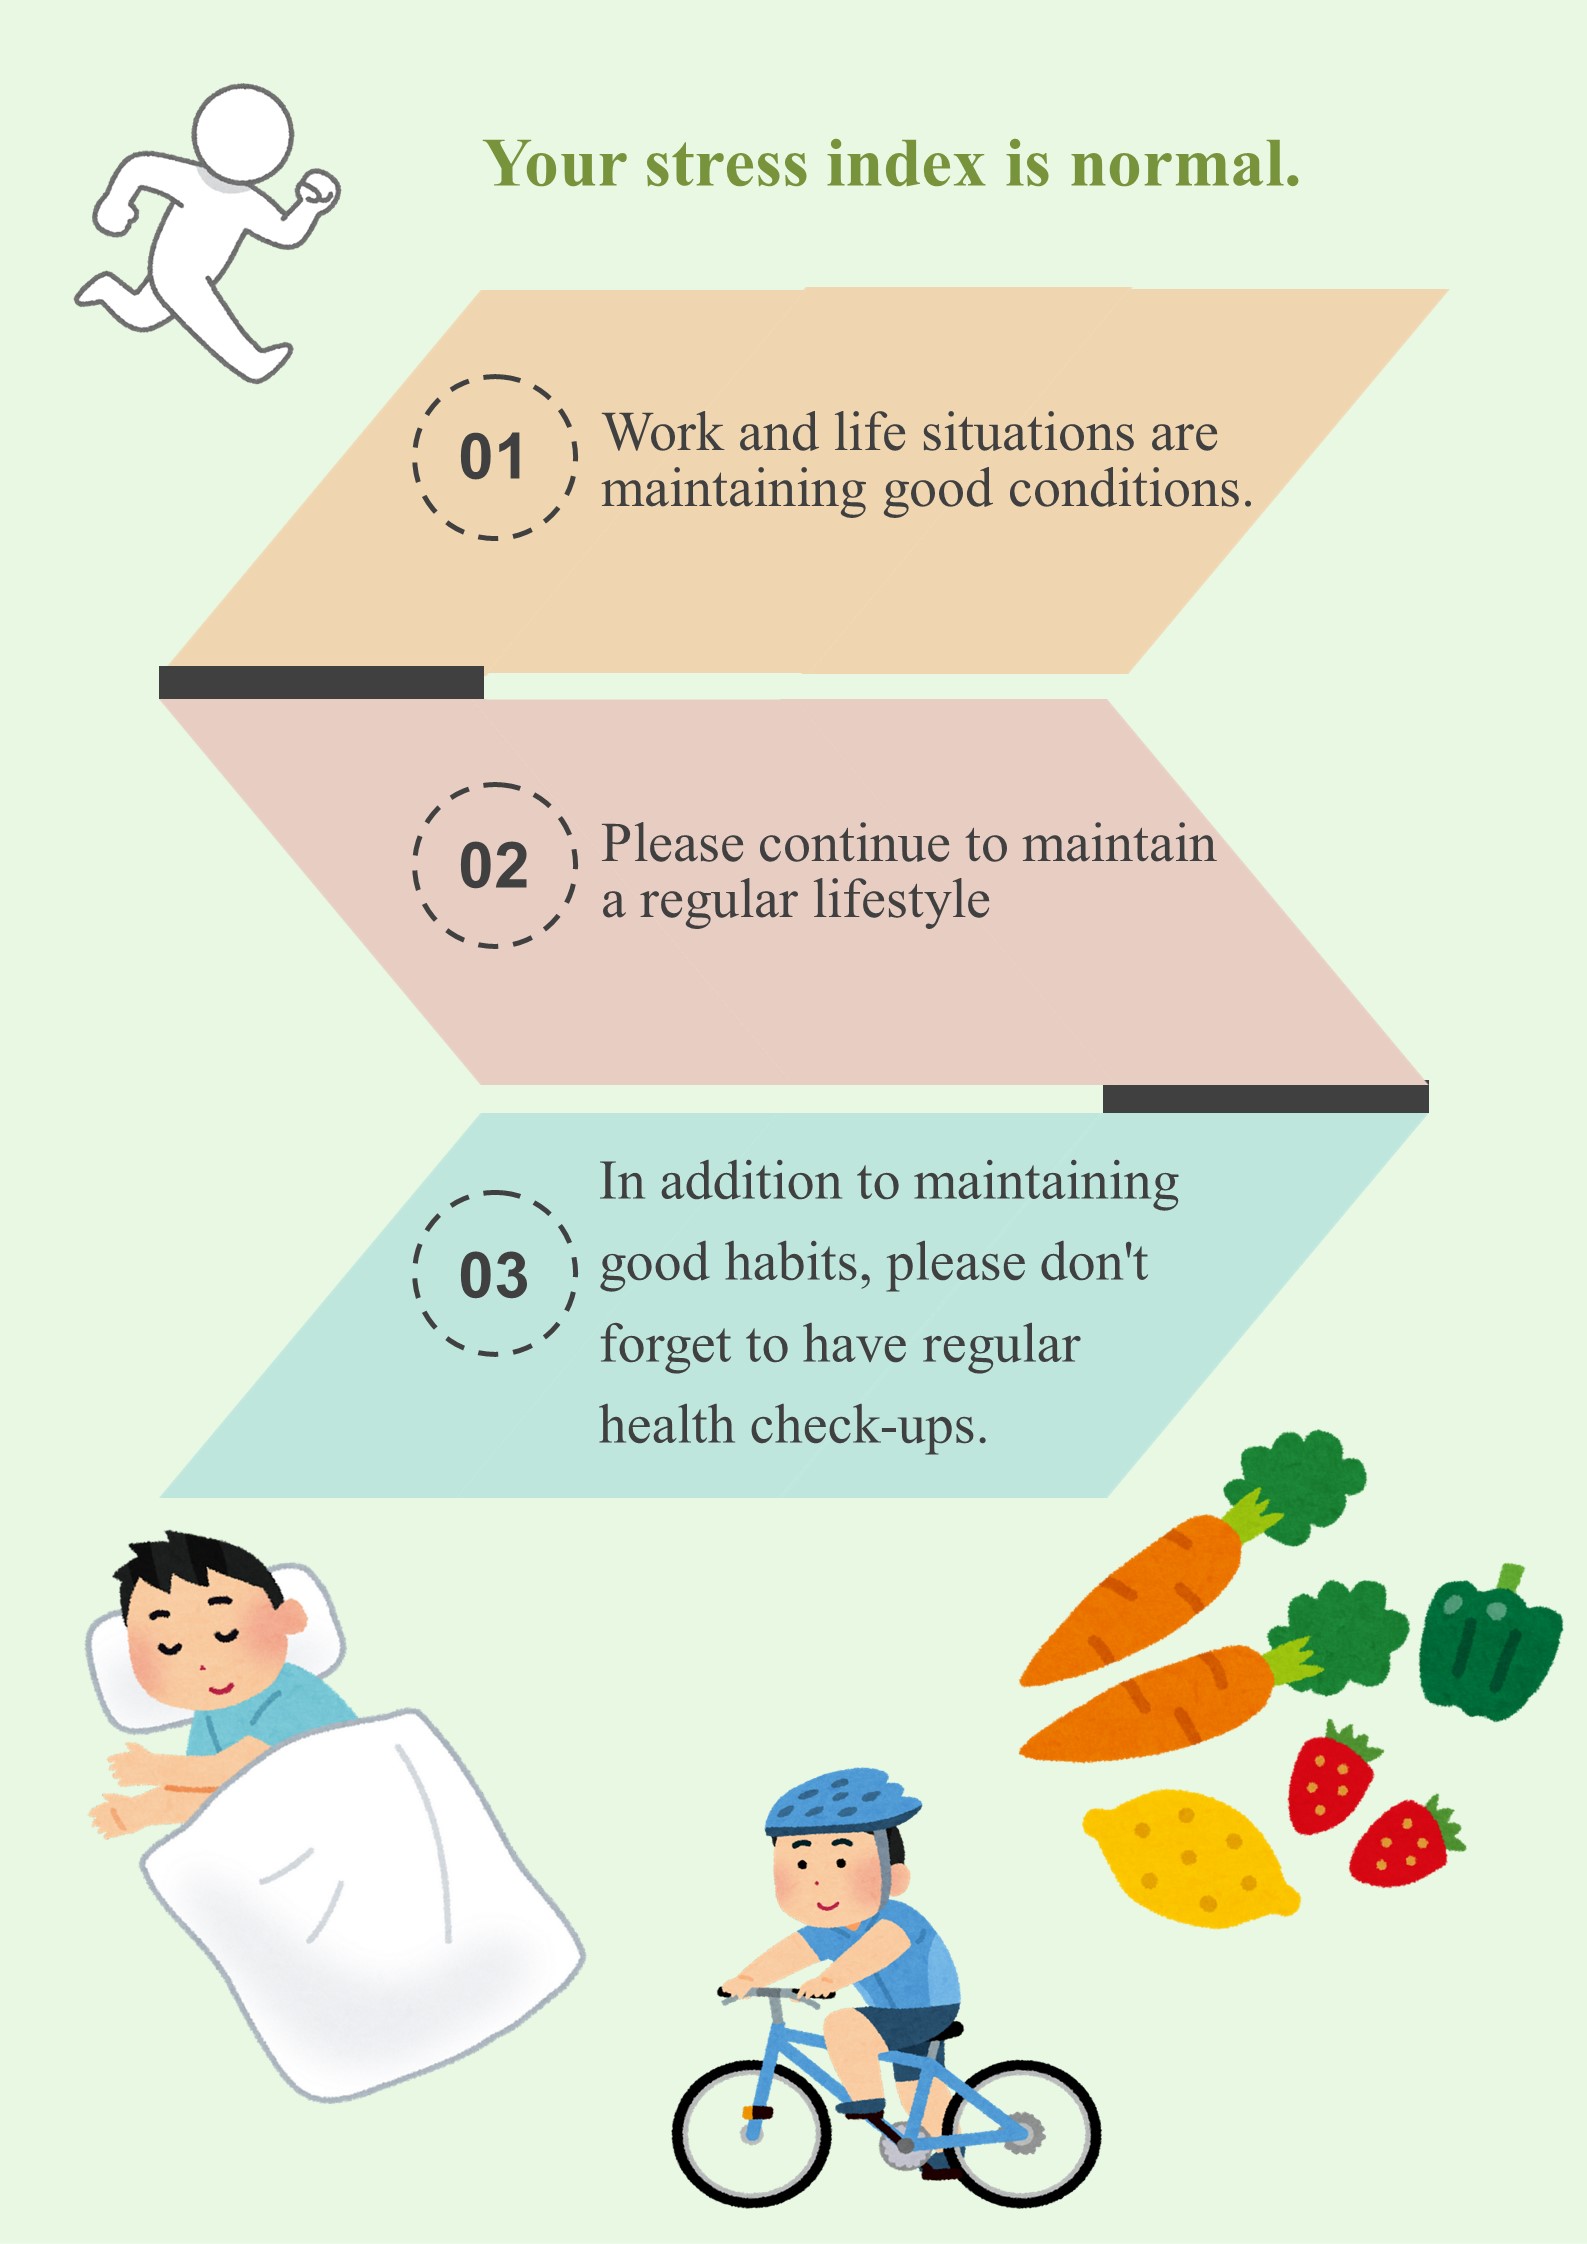 Your stress index is normal.
01
Work and life situations are
maintaining good conditions.
02
Please continue to maintain
a regular lifestyle
03
In addition to maintaining
good habits, please don't
forget to have regular
health check-ups.